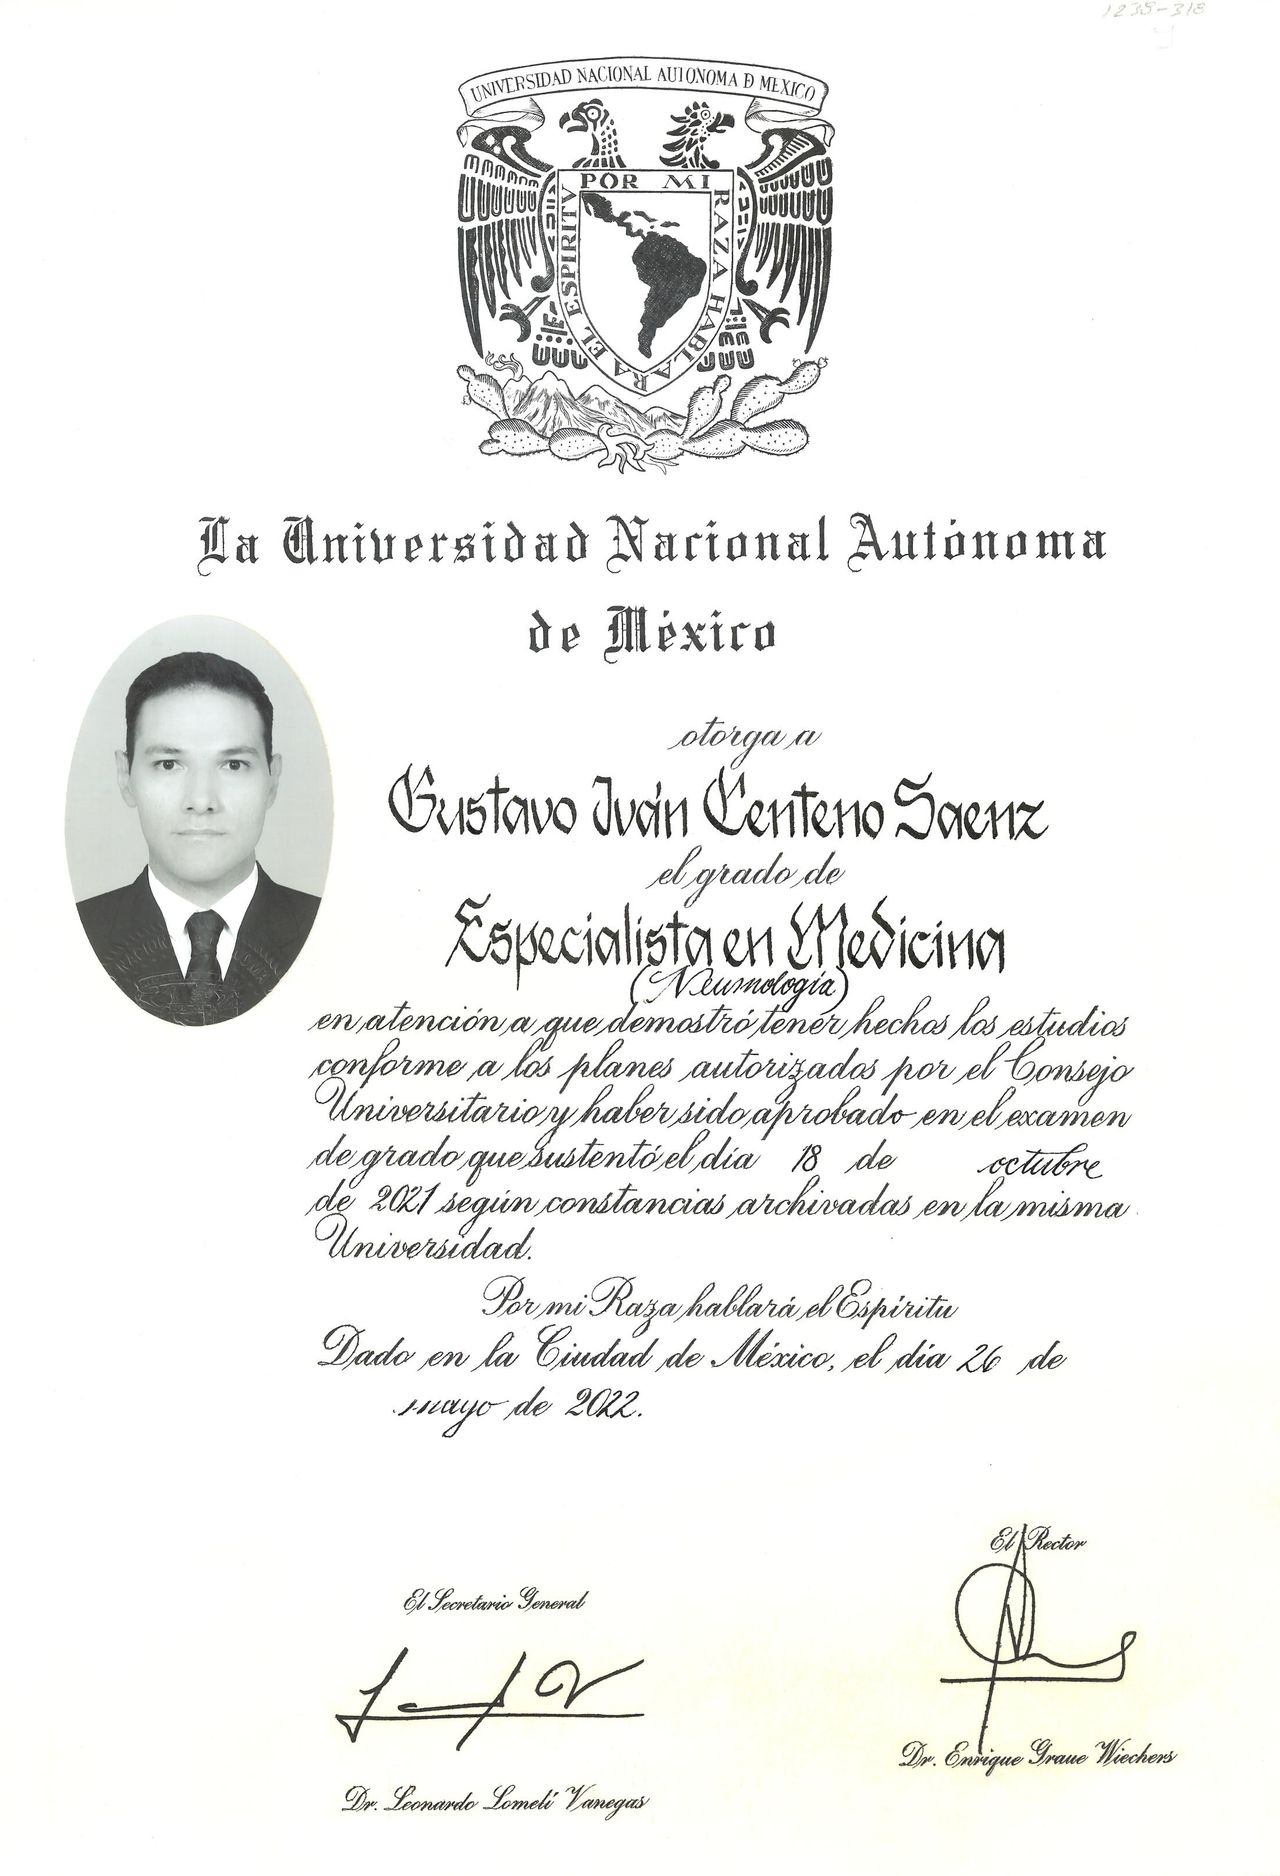 1239-318
UNIVERSIDAD NACIONAL AUTONOMA D MEXICO
POR MI RAZA HABLARA EL ESPIRITV
La Universidad Nacional Autónoma
de México
otorga a
Gustavo Iván Centeno Saenz
el grado de
Especialista en Medicina
(Neumología)
en atención a que demostró tener hechos los estudios
conforme a los planes autorizados por el Consejo
Universitario y haber sido aprobado en el examen
de grado que sustentó el día 18 de octubre
de 2021 según constancias archivadas en la misma
Universidad.
Por mi Raza hablará el Espíritu
Dado en la Ciudad de México, el día 26 de
mayo de 2022.
El Rector
El Secretario General
Dr. Enrique Graue Wiechers
Dr. Leonardo Lomelí Vanegas